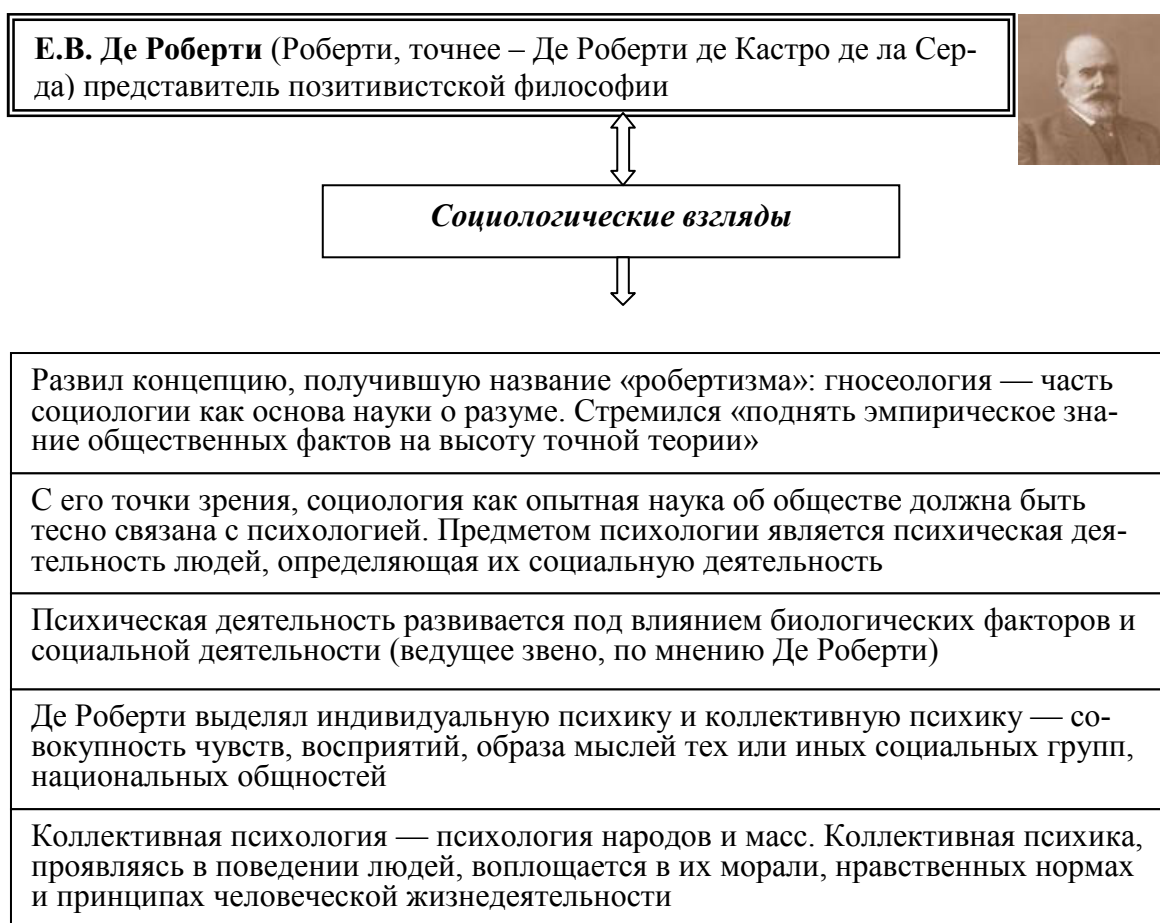 Е.В. Де Роберти (Роберти, точнее – Де Роберти де Кастро де ла Сер-
да) представитель позитивистской философии
Социологические взгляды
Развил концепцию, получившую название «робертизма»: гносеология — часть
социологии как основа науки о разуме. Стремился «поднять эмпирическое зна-
ние общественных фактов на высоту точной теории»
С его точки зрения, социология как опытная наука об обществе должна быть
тесно связана с психологией. Предметом психологии является психическая дея-
тельность людей, определяющая их социальную деятельность
Психическая деятельность развивается под влиянием биологических факторов и
социальной деятельности (ведущее звено, по мнению Де Роберти)
Де Роберти выделял индивидуальную психику и коллективную психику — со-
вокупность чувств, восприятий, образа мыслей тех или иных социальных групп,
национальных общностей
Коллективная психология — психология народов и масс. Коллективная психика,
проявляясь в поведении людей, воплощается в их морали, нравственных нормах
и принципах человеческой жизнедеятельности